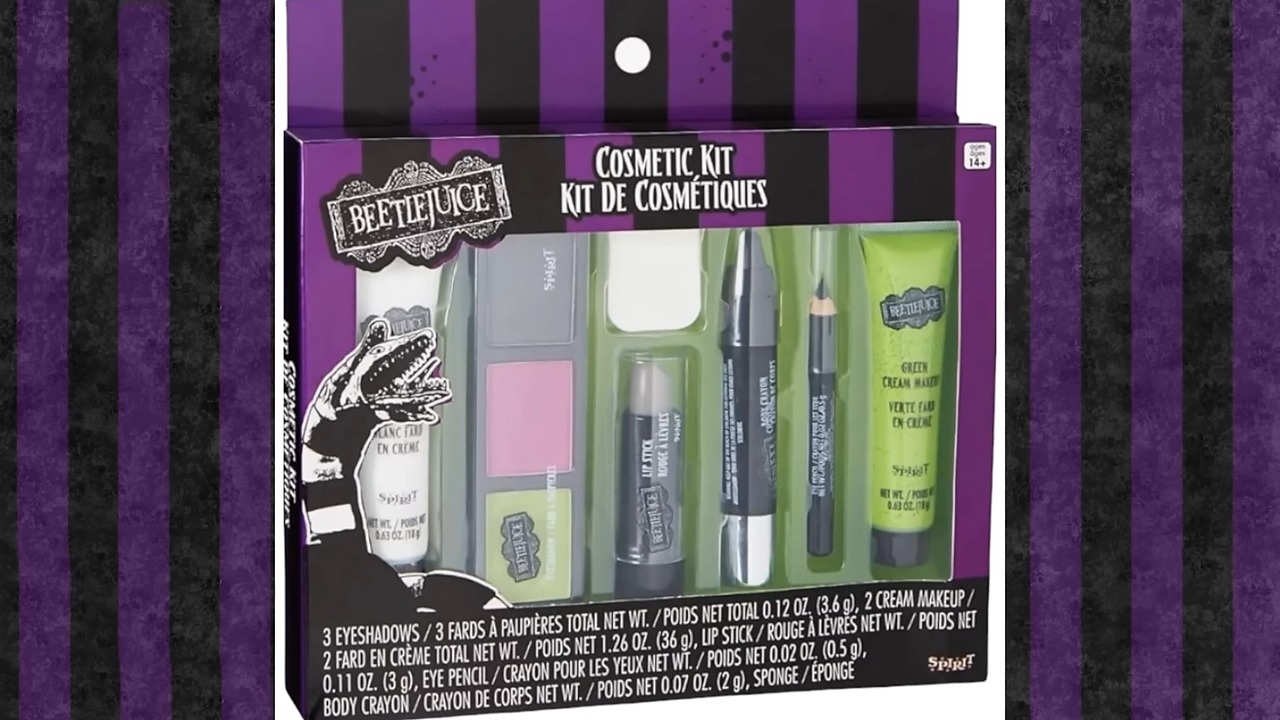 ages
âges
14+
COSMETIC KIT
KIT DE COSMÉTIQUES
BEETLEJUICE
SPIRIT
BLANC FARD
EN CRÈME
SPIRIT
NET WT. / POIDS NET
0.63 OZ. (18 g)
BEETLEJUICE
LIP STICK
ROUGE À LÈVRES
SPIRIT
BEETLEJUICE
BODY CRAYON
BEETLEJUICE
GREEN
CREAM MAKEUP
VERTE FARD
EN CRÈME
SPIRIT
NET WT. / POIDS NET
0.63 OZ. (18 g)
3 EYESHADOWS / 3 FARDS À PAUPIÈRES TOTAL NET WT. / POIDS NET TOTAL 0.12 OZ. (3.6 g), 2 CREAM MAKEUP /
2 FARD EN CRÈME TOTAL NET WT. / POIDS NET 1.26 OZ. (36 g), LIP STICK / ROUGE À LÈVRES NET WT. / POIDS NET
0.11 OZ. (3 g), EYE PENCIL / CRAYON POUR LES YEUX NET WT. / POIDS NET 0.02 OZ. (0.5 g),
BODY CRAYON / CRAYON DE CORPS NET WT. / POIDS NET 0.07 OZ. (2 g), SPONGE / ÉPONGE
SPIRIT